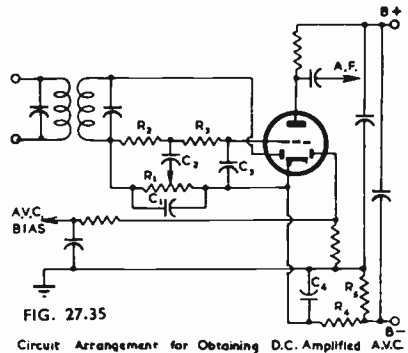 B+
A.F.
R2
R3
C2
C3
R1
C1
A.V.C.
BIAS
C4
R5
R4
B-
FIG. 27.35
Circuit Arrangement for Obtaining D.C. Amplified A.V.C.